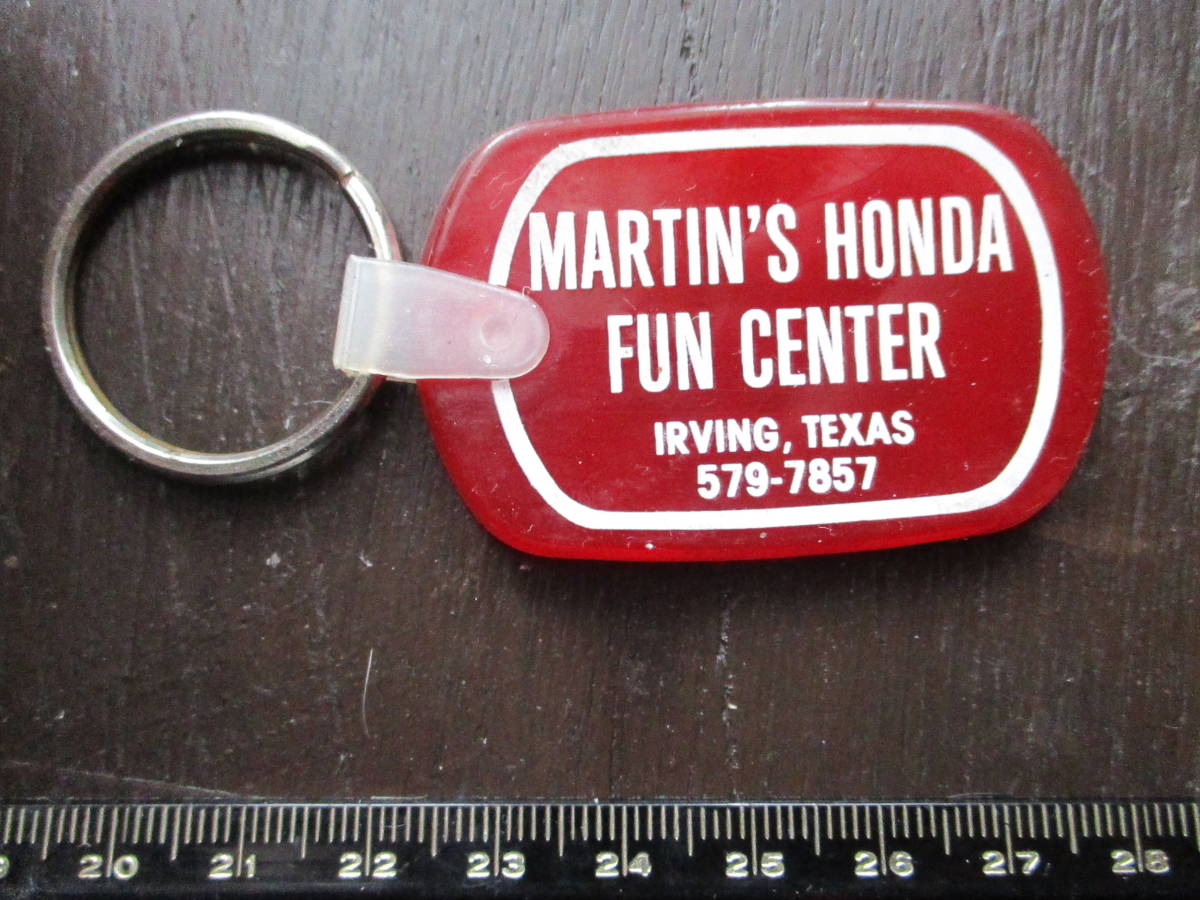 MARTIN'S HONDA
FUN CENTER
IRVING, TEXAS
579-7857
20 21 22 23 24 25 26 27 28